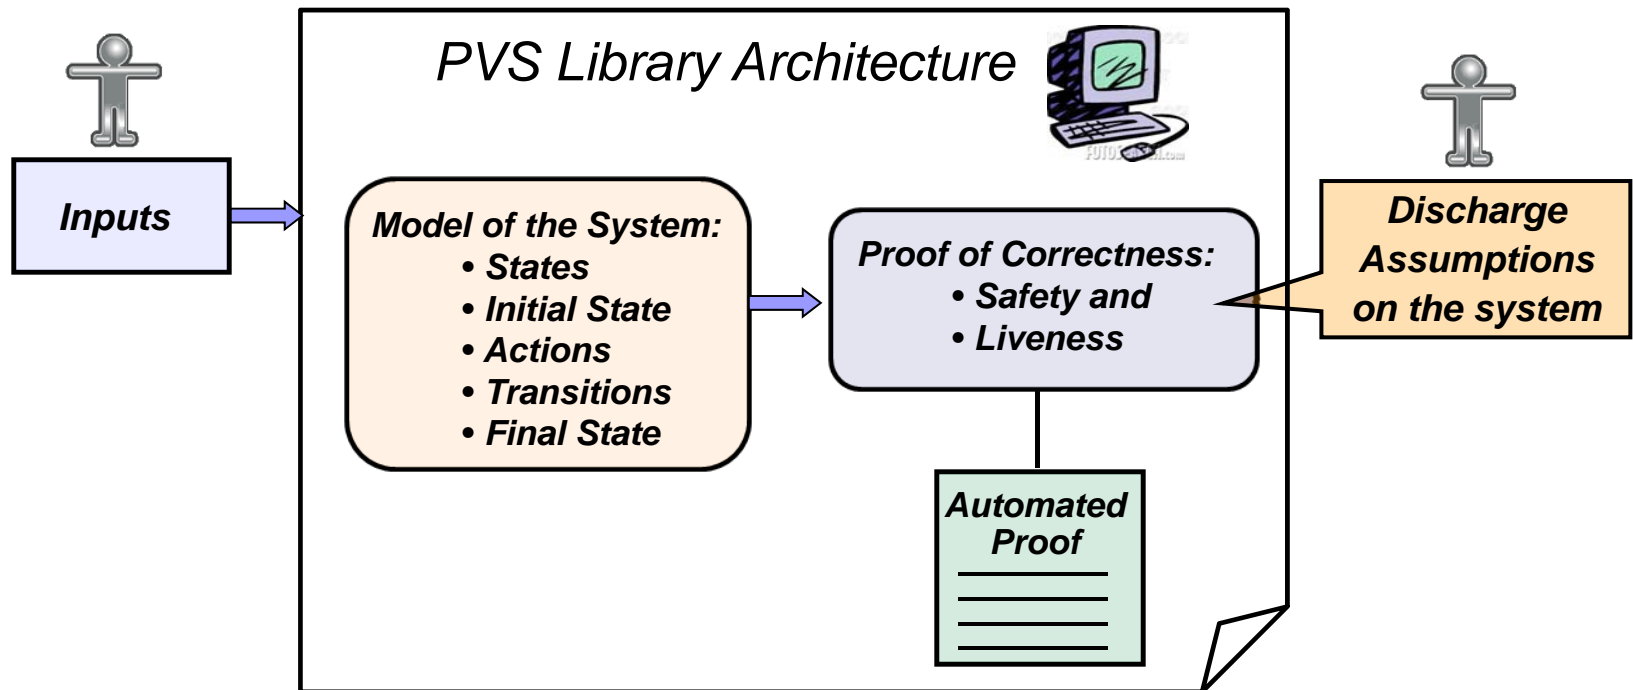 PVS Library Architecture
Inputs
Model of the System:
• States
• Initial State
• Actions
• Transitions
• Final State
Proof of Correctness:
• Safety and
• Liveness
Discharge
Assumptions
on the system
Automated
Proof